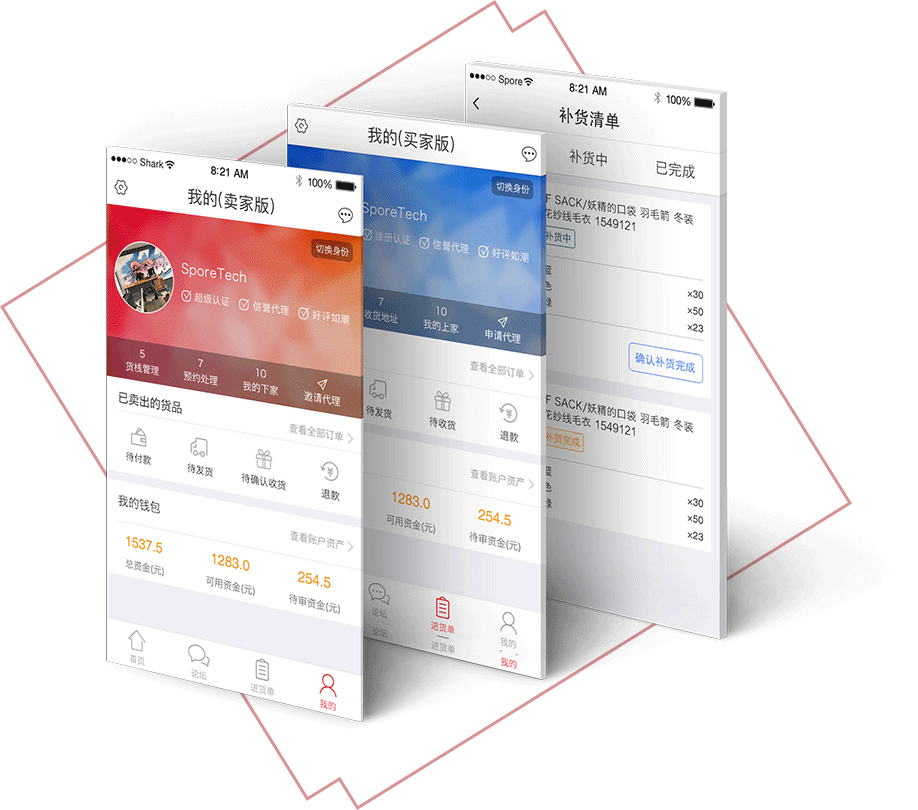 ●●●○○ Shark
8:21 AM
100%
我的(卖家版)
切换身份
SporeTech
超级认证
信誉代理
好评如潮
5
货栈管理
7
预约处理
10
我的下家
邀请代理
已卖出的货品
查看全部订单
待付款
待发货
待确认收货
退款
我的钱包
查看账户资产
1537.5
总资金(元)
1283.0
可用资金(元)
254.5
待审资金(元)
首页
论坛
进货单
我的
我的(买家版)
切换身份
SporeTech
注册认证
信誉代理
好评如潮
7
收货地址
10
我的上家
申请代理
查看全部订单
待发货
待收货
退款
查看账户资产
1283.0
可用资金(元)
254.5
待审资金(元)
论坛
论坛
进货单
进货单
我的
我的
●●●○○ Spore
8:21 AM
100%
补货清单
补货中
已完成
F SACK/妖精的口袋 羽毛箭 冬装
花纱线毛衣 1549121
补货中
蓝
色
绿
×30
×50
×23
确认补货完成
F SACK/妖精的口袋 羽毛箭 冬装
花纱线毛衣 1549121
补货完成
蓝
色
绿
×30
×50
×23